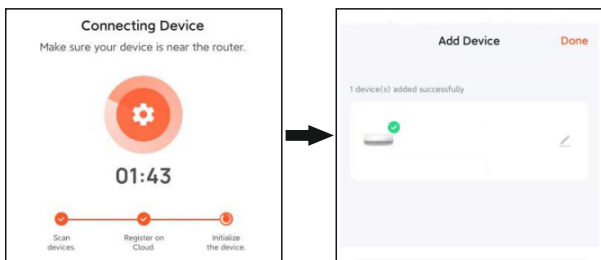 Connecting Device
Make sure your device is near the router.
01:43
Scan
devices.
Register on
Cloud.
Initialize
the device.
Add Device
Done
1 device(s) added successfully